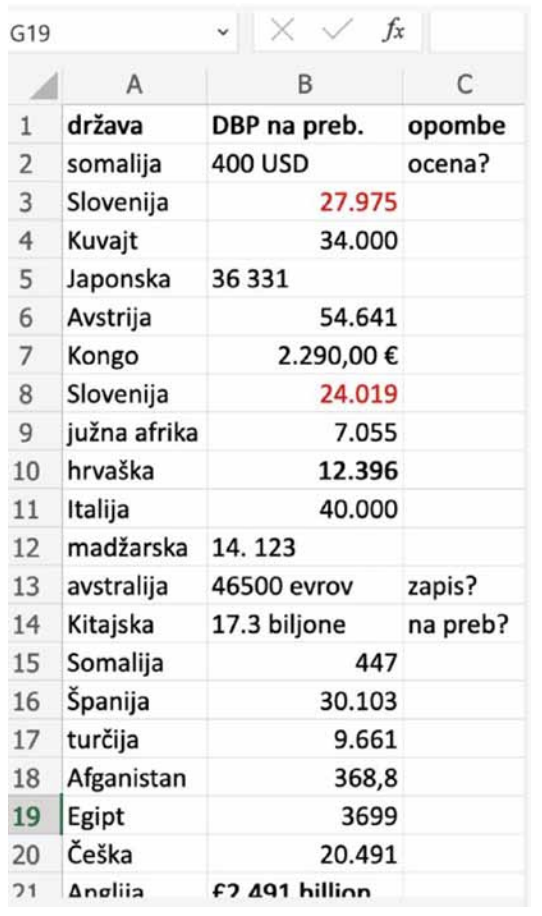 G19 fx
A B C
1 država DBP na preb. opombe
2 somalija 400 USD ocena?
3 Slovenija 27.975
4 Kuvajt 34.000
5 Japonska 36 331
6 Avstrija 54.641
7 Kongo 2.290,00 €
8 Slovenija 24.019
9 južna afrika 7.055
10 hrvaška 12.396
11 Italija 40.000
12 madžarska 14. 123
13 avstralija 46500 evrov zapis?
14 Kitajska 17.3 biljone na preb?
15 Somalija 447
16 Španija 30.103
17 turčija 9.661
18 Afganistan 368,8
19 Egipt 3699
20 Češka 20.491
21 Anglija £2 491 billion